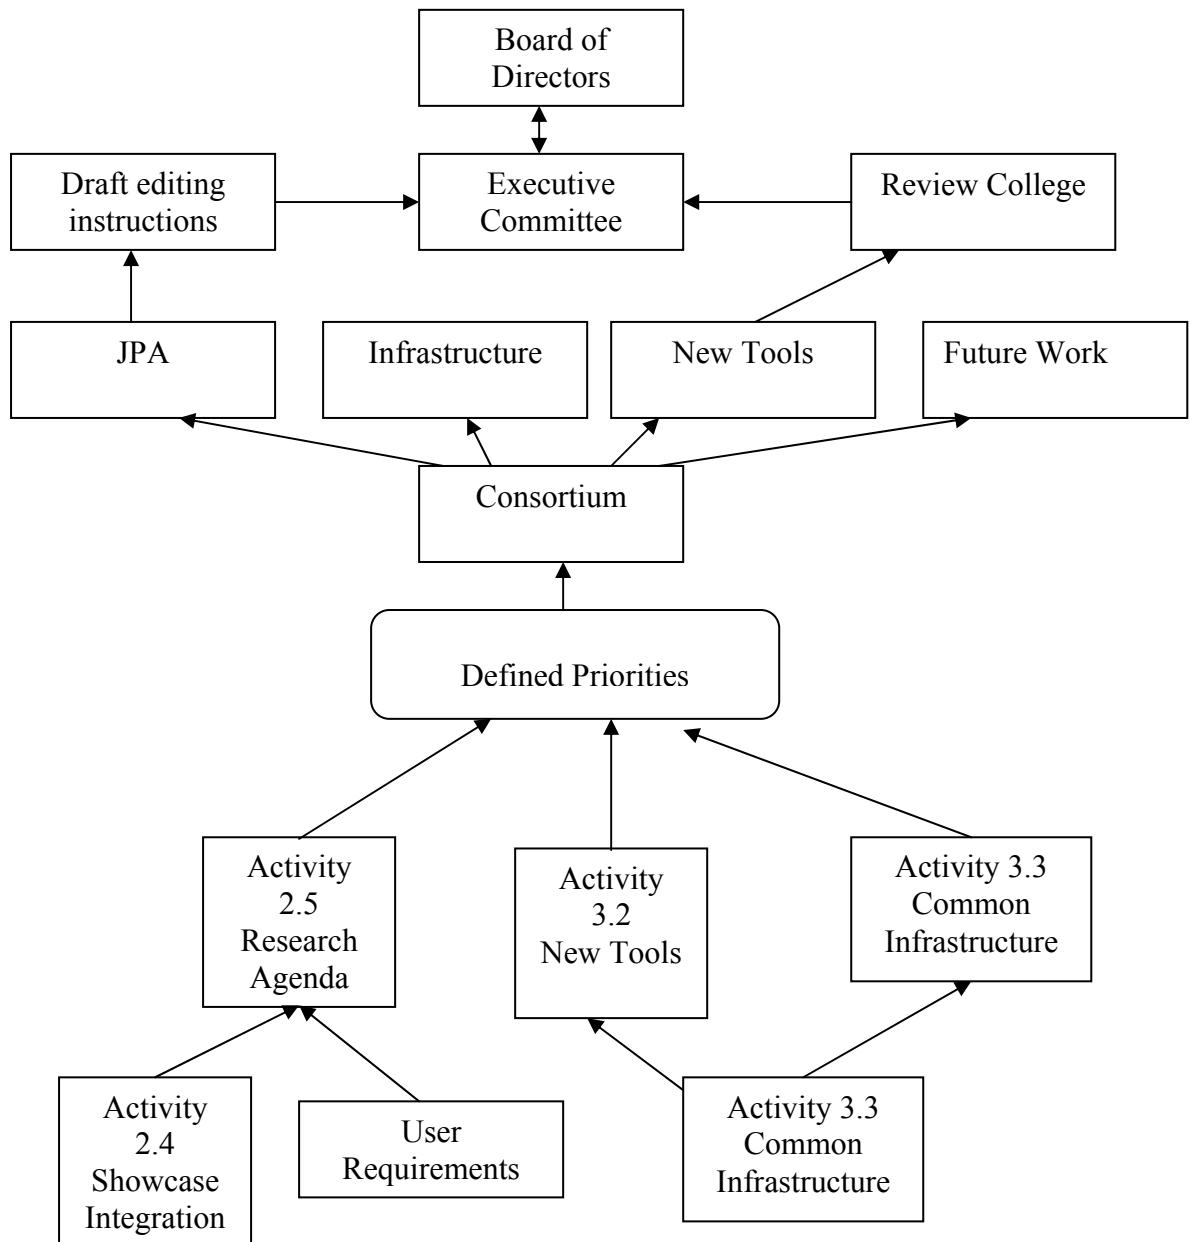 Board of
Directors
Draft editing
instructions
Executive
Committee
Review College
JPA
Infrastructure
New Tools
Future Work
Consortium
Defined Priorities
Activity
2.5
Research
Agenda
Activity
3.2
New Tools
Activity 3.3
Common
Infrastructure
Activity
2.4
Showcase
Integration
User
Requirements
Activity 3.3
Common
Infrastructure